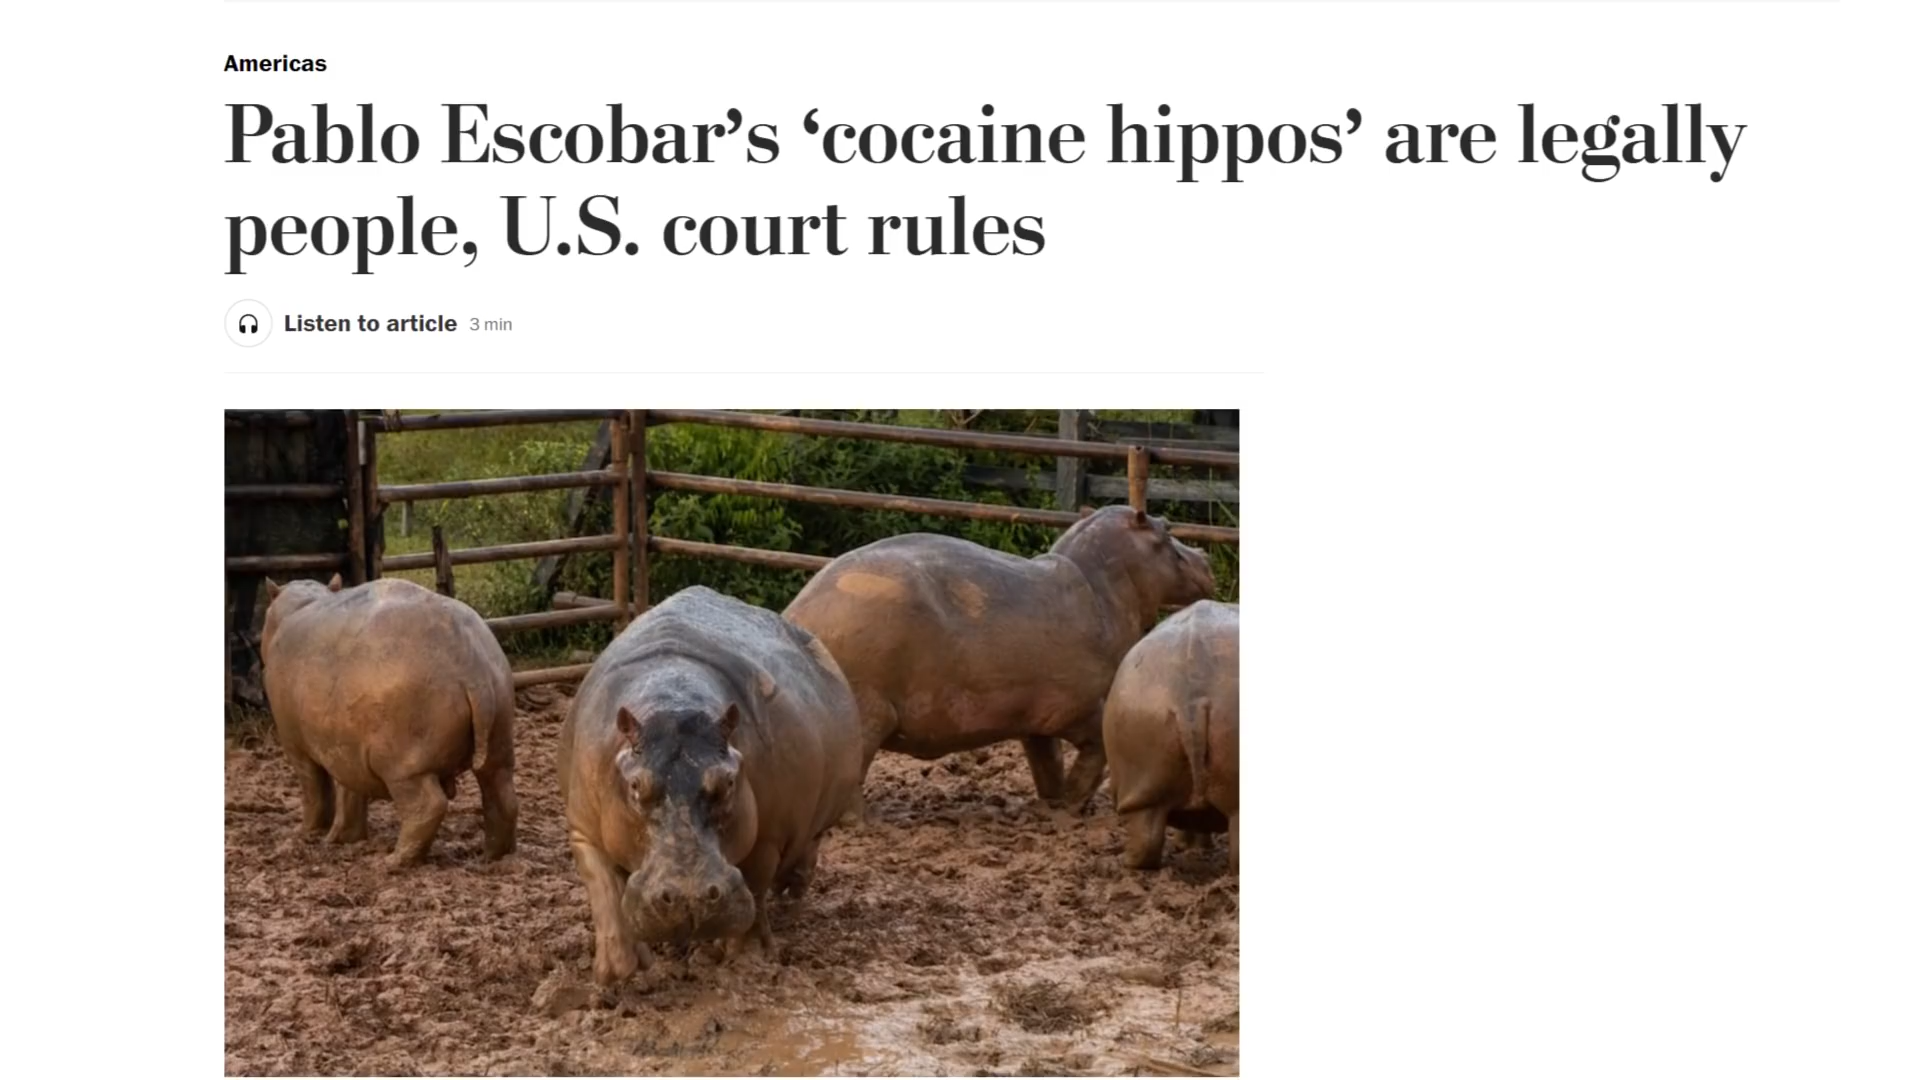 Americas
Pablo Escobar’s ‘cocaine hippos’ are legally
people, U.S. court rules
Listen to article 3 min